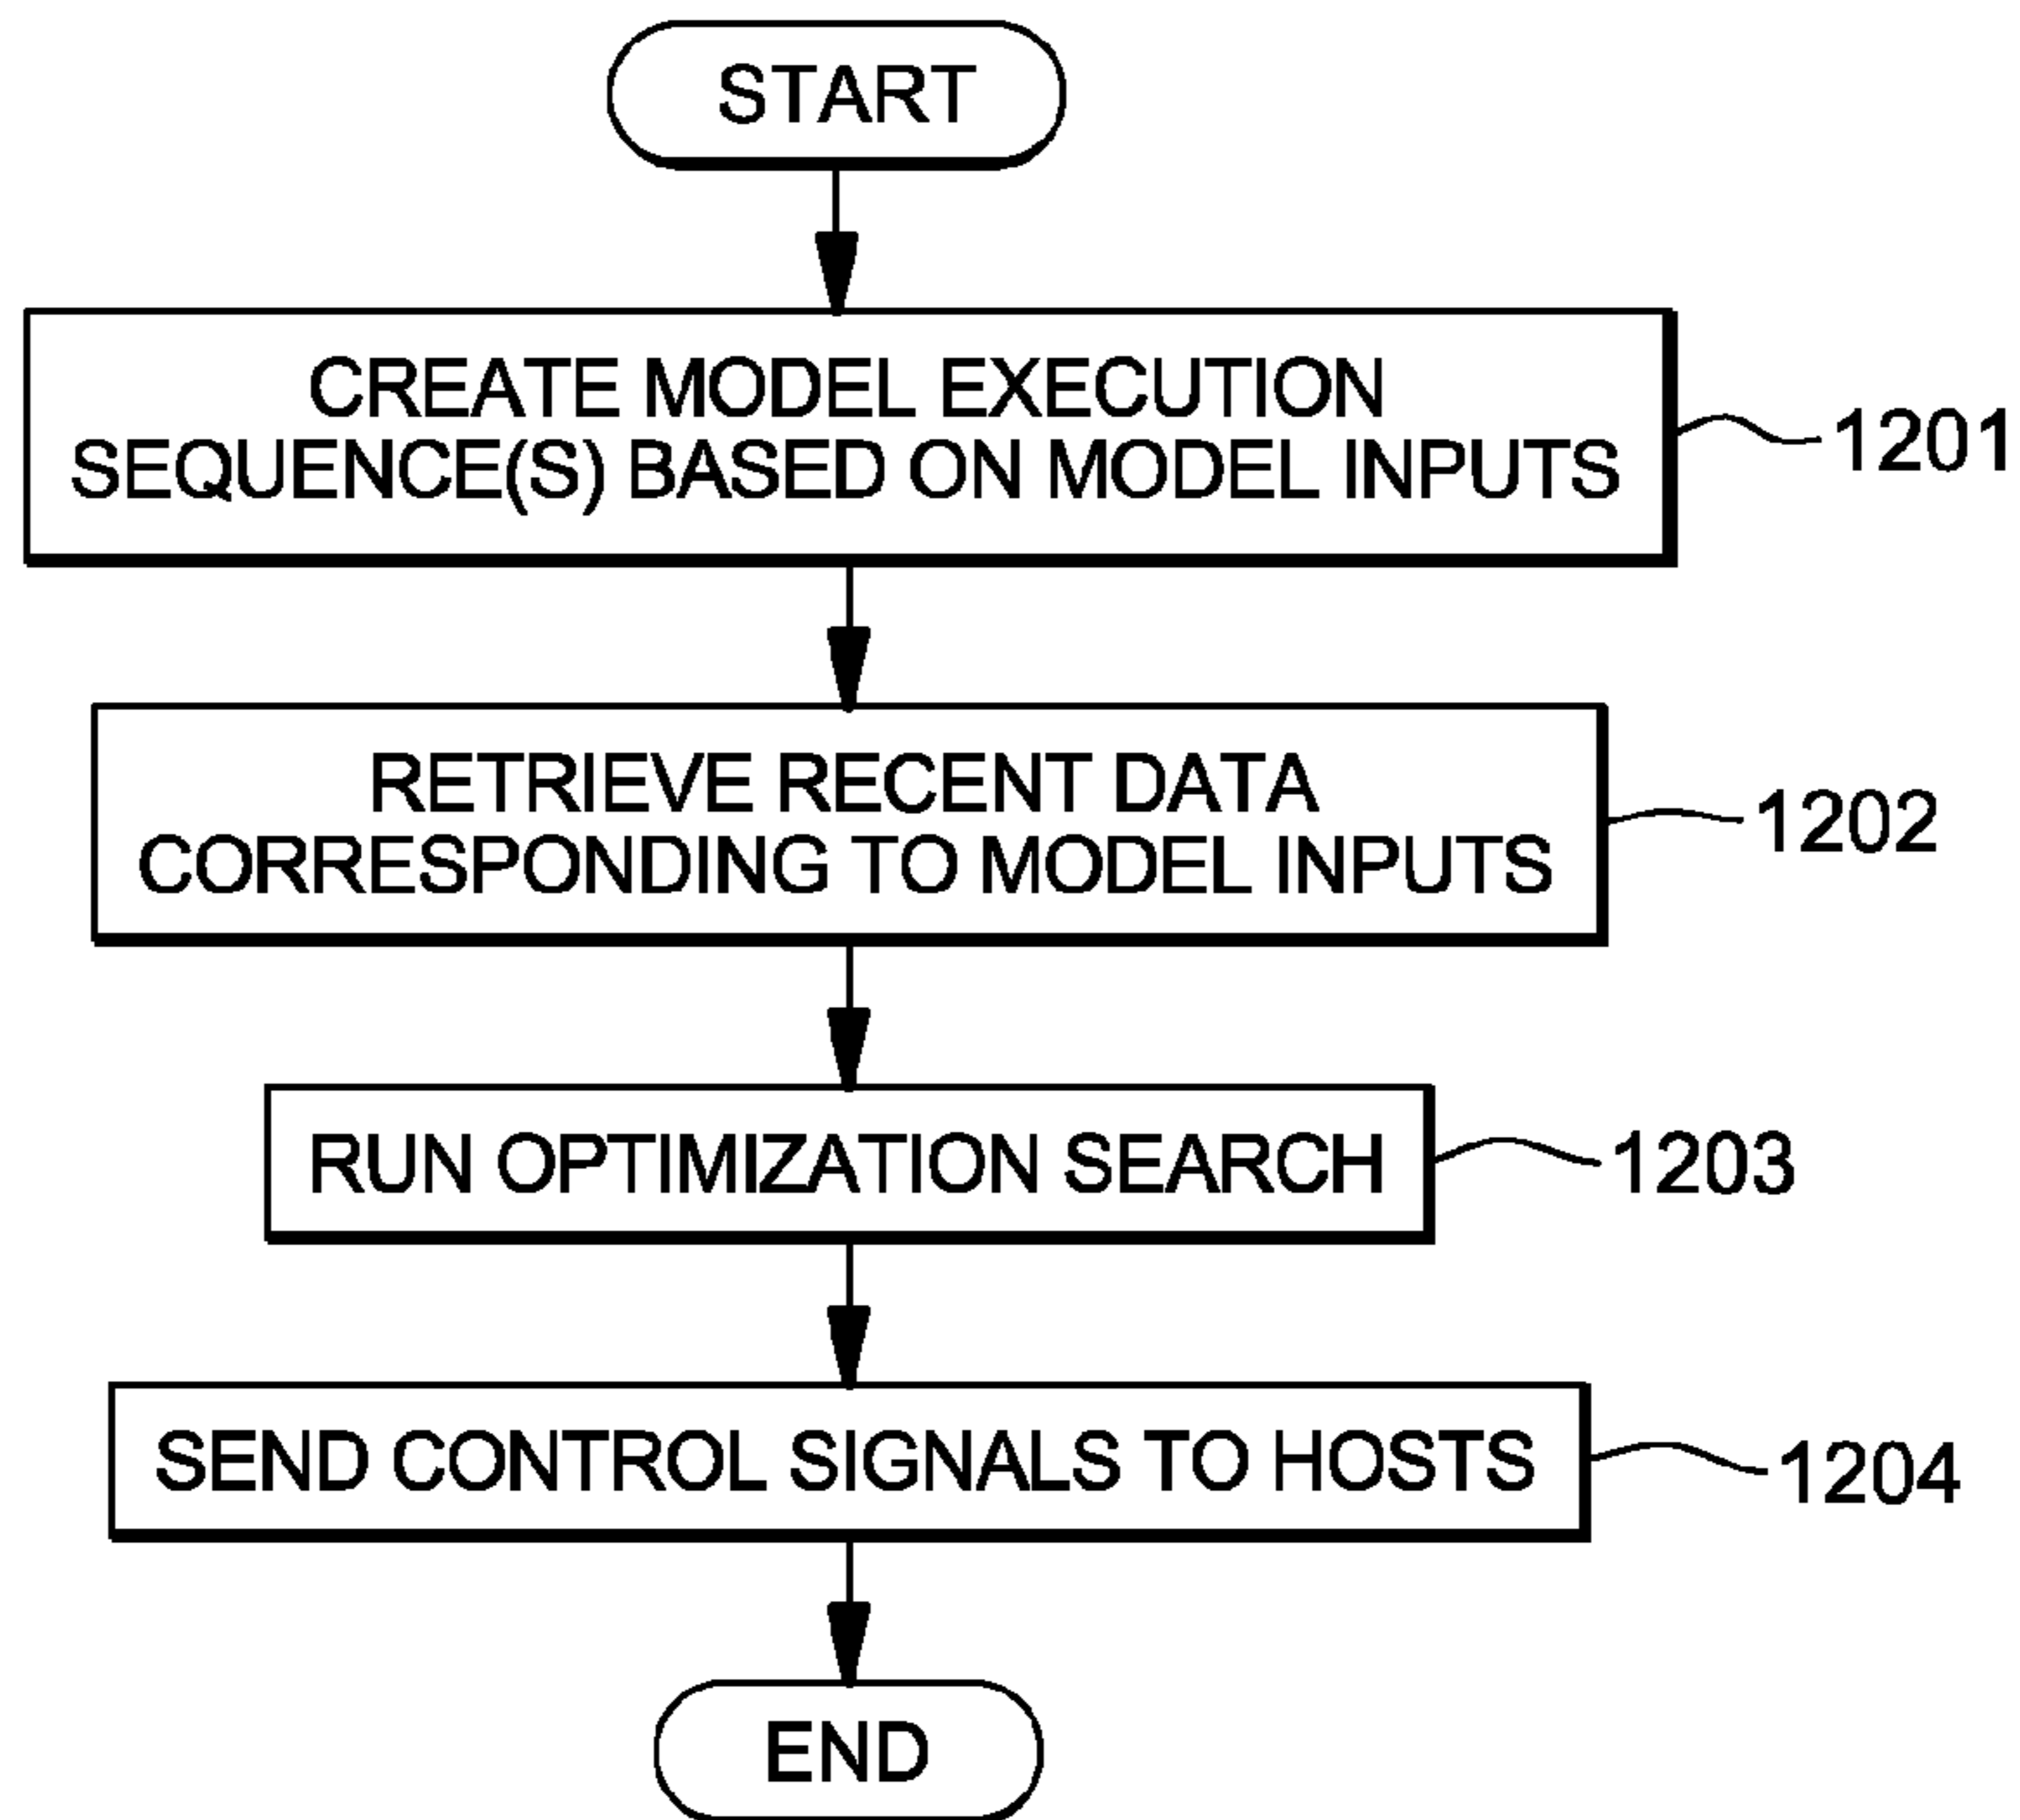 START
CREATE MODEL EXECUTION
SEQUENCE(S) BASED ON MODEL INPUTS
1201
RETRIEVE RECENT DATA
CORRESPONDING TO MODEL INPUTS
1202
RUN OPTIMIZATION SEARCH
1203
SEND CONTROL SIGNALS TO HOSTS
1204
END